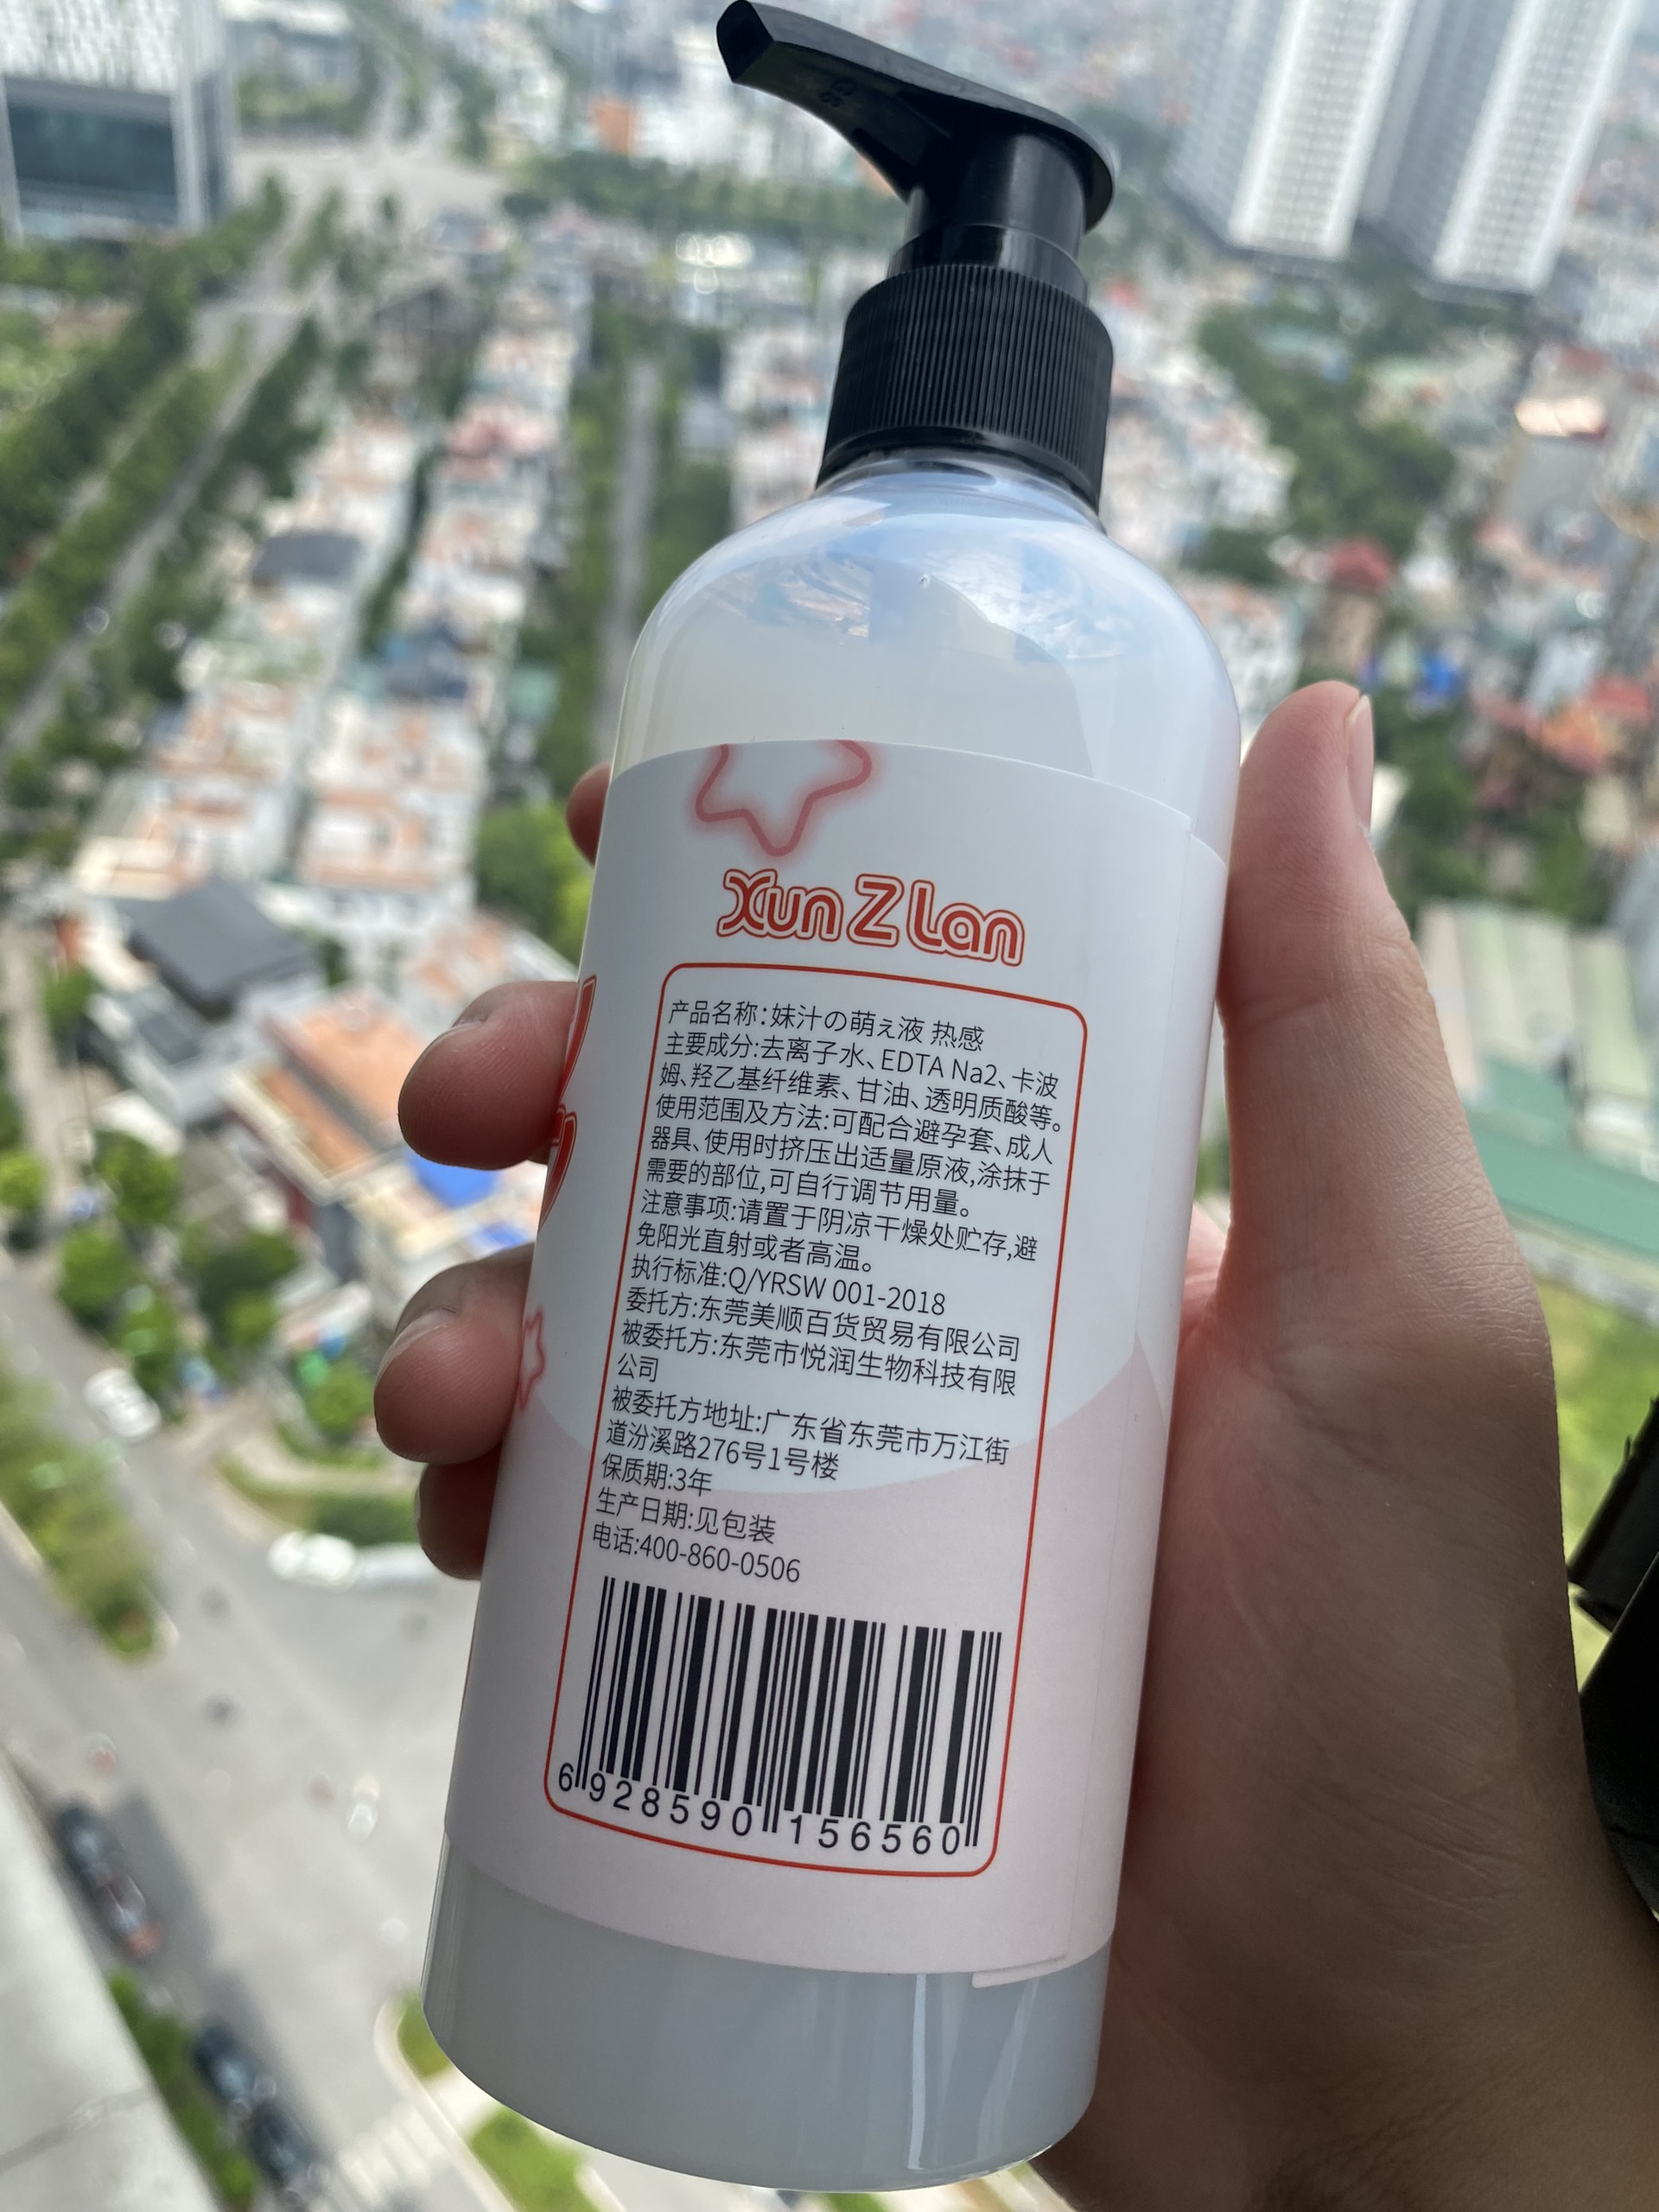 Xun Z Lan
产品名称:妹汁の萌ぇ液 热感
主要成分:去离子水、EDTA Na2、卡波
姆、羟乙基纤维素、甘油、透明质酸等。
使用范围及方法:可配合避孕套、成人
器具、使用时挤压出适量原液,涂抹于
需要的部位,可自行调节用量。
注意事项:请置于阴凉干燥处贮存,避
免阳光直射或者高温。
执行标准:Q/YRSW 001-2018
委托方:东莞美顺百货贸易有限公司
被委托方:东莞市悦润生物科技有限
公司
被委托方地址:广东省东莞市万江街
道汾溪路276号1号楼
保质期:3年
生产日期:见包装
电话:400-860-0506
6 928590 156560